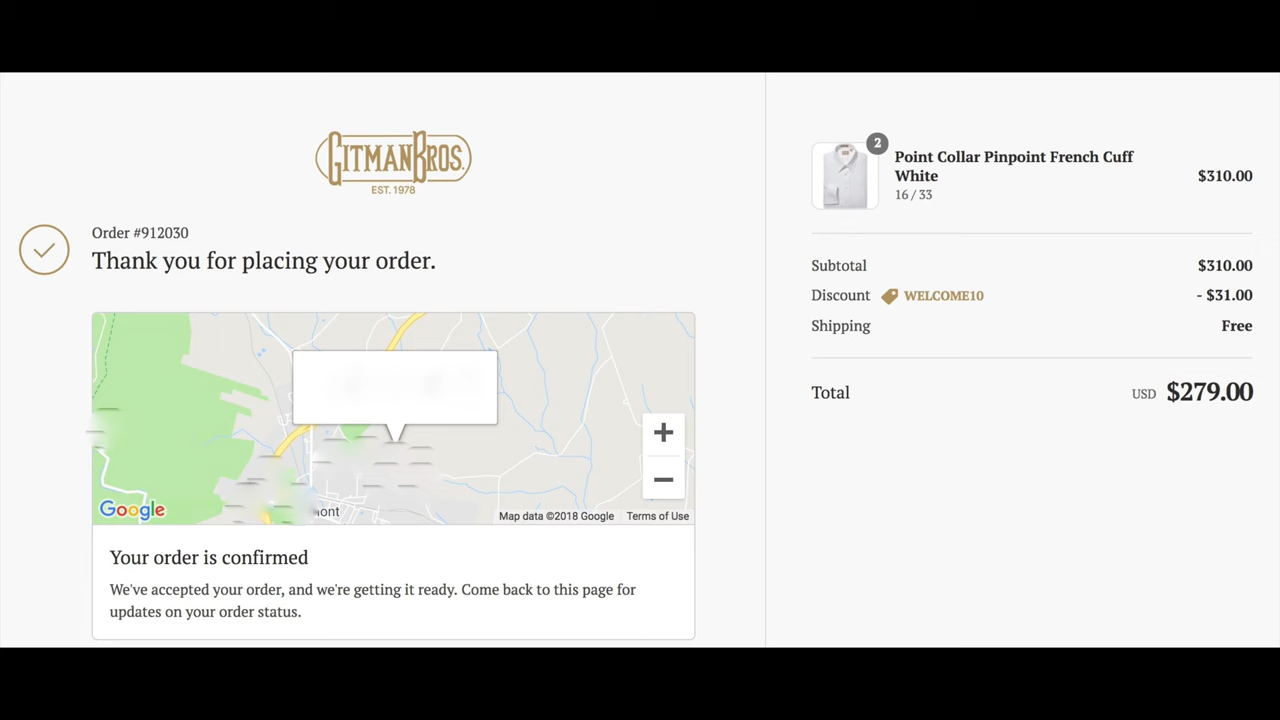 GITMANBROS.
EST. 1978
Order #912030
Thank you for placing your order.
Google
ont
Map data ©2018 Google
Terms of Use
Your order is confirmed
We've accepted your order, and we're getting it ready. Come back to this page for
updates on your order status.
2
Point Collar Pinpoint French Cuff
White
16 / 33
$310.00
Subtotal $310.00
Discount WELCOME10 - $31.00
Shipping Free
Total USD $279.00